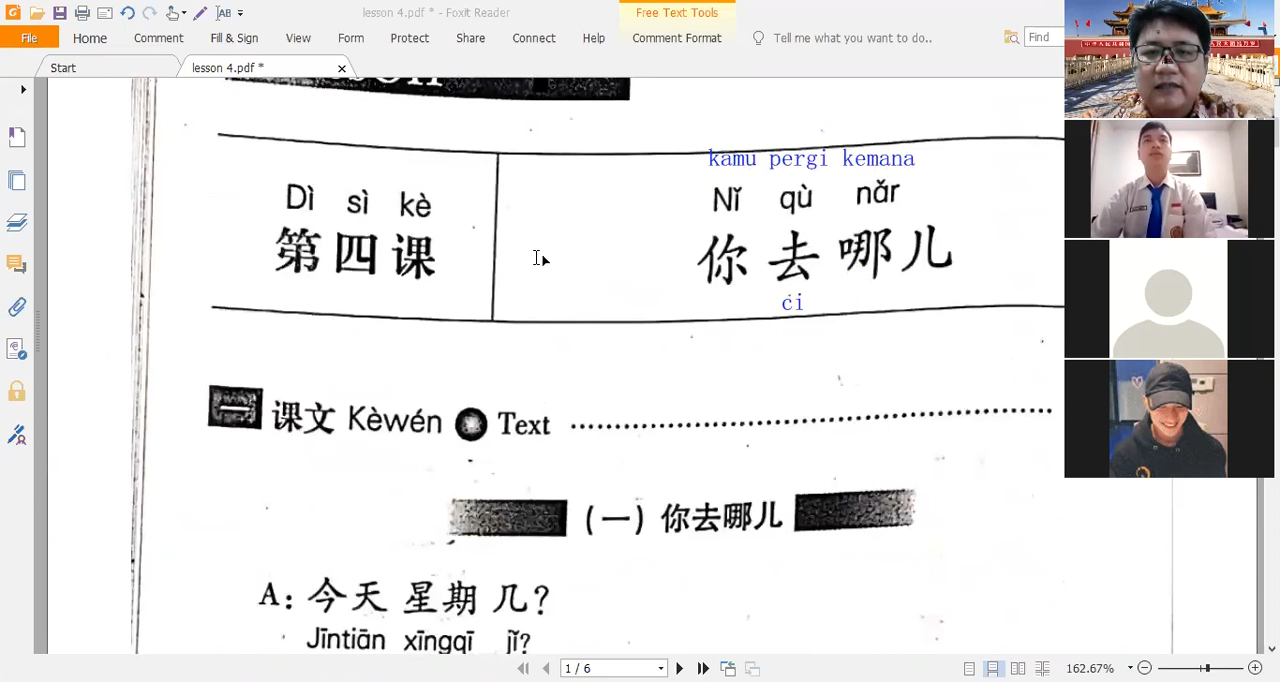 lesson 4.pdf * - Foxit Reader
Free Text Tools
File Home Comment Fill & Sign View Form Protect Share Connect Help Comment Format Tell me what you want to do.. Find
Start lesson 4.pdf *
kamu pergi kemana
Dì sì kè Nǐ qù nǎr
第四课 你去哪儿
ci
一 课文 Kèwén Text
(一) 你去哪儿
A: 今天 星期 几?
Jīntiān xīngqī jǐ?
1 / 6 162.67%